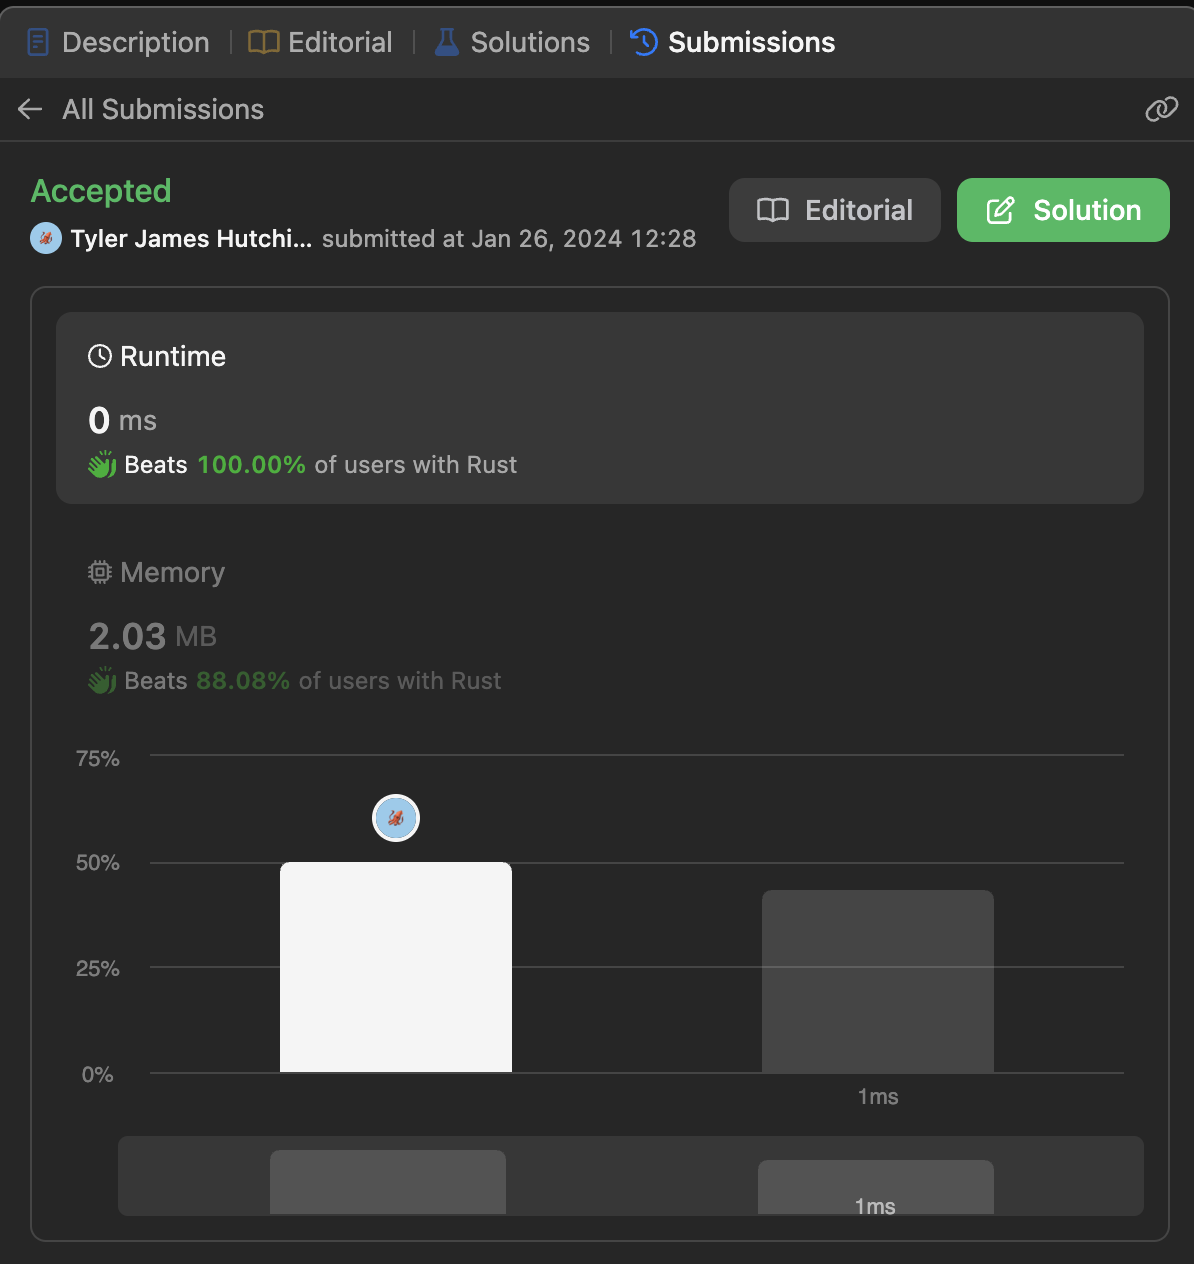 Description | Editorial | Solutions | Submissions
All Submissions
Accepted
Tyler James Hutchi... submitted at Jan 26, 2024 12:28
Editorial
Solution
Runtime
0 ms
Beats 100.00% of users with Rust
Memory
2.03 MB
Beats 88.08% of users with Rust
75%
50%
25%
0%
1ms
1ms